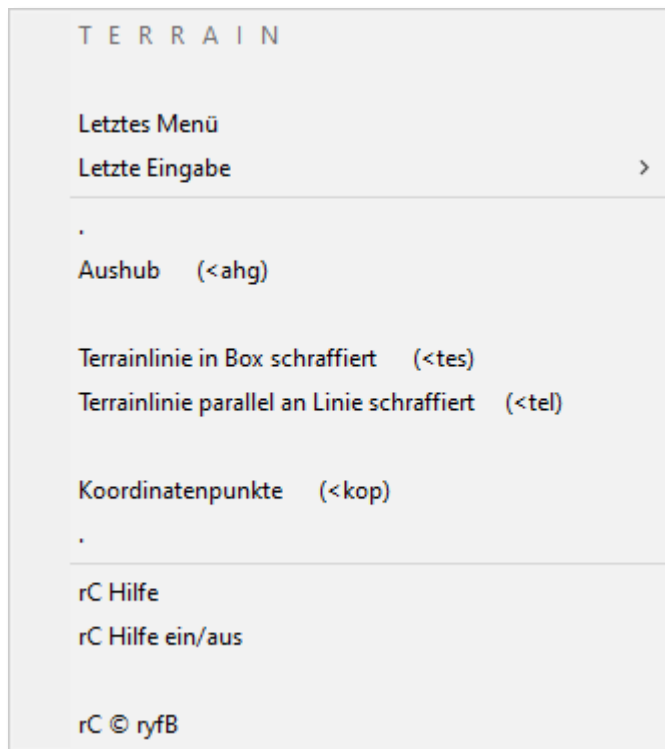 T E R R A I N
Letztes Menü
Letzte Eingabe >
.
Aushub (<ahg)
Terrainlinie in Box schraffiert (<tes)
Terrainlinie parallel an Linie schraffiert (<tel)
Koordinatenpunkte (<kop)
.
rC Hilfe
rC Hilfe ein/aus
rC © ryfB